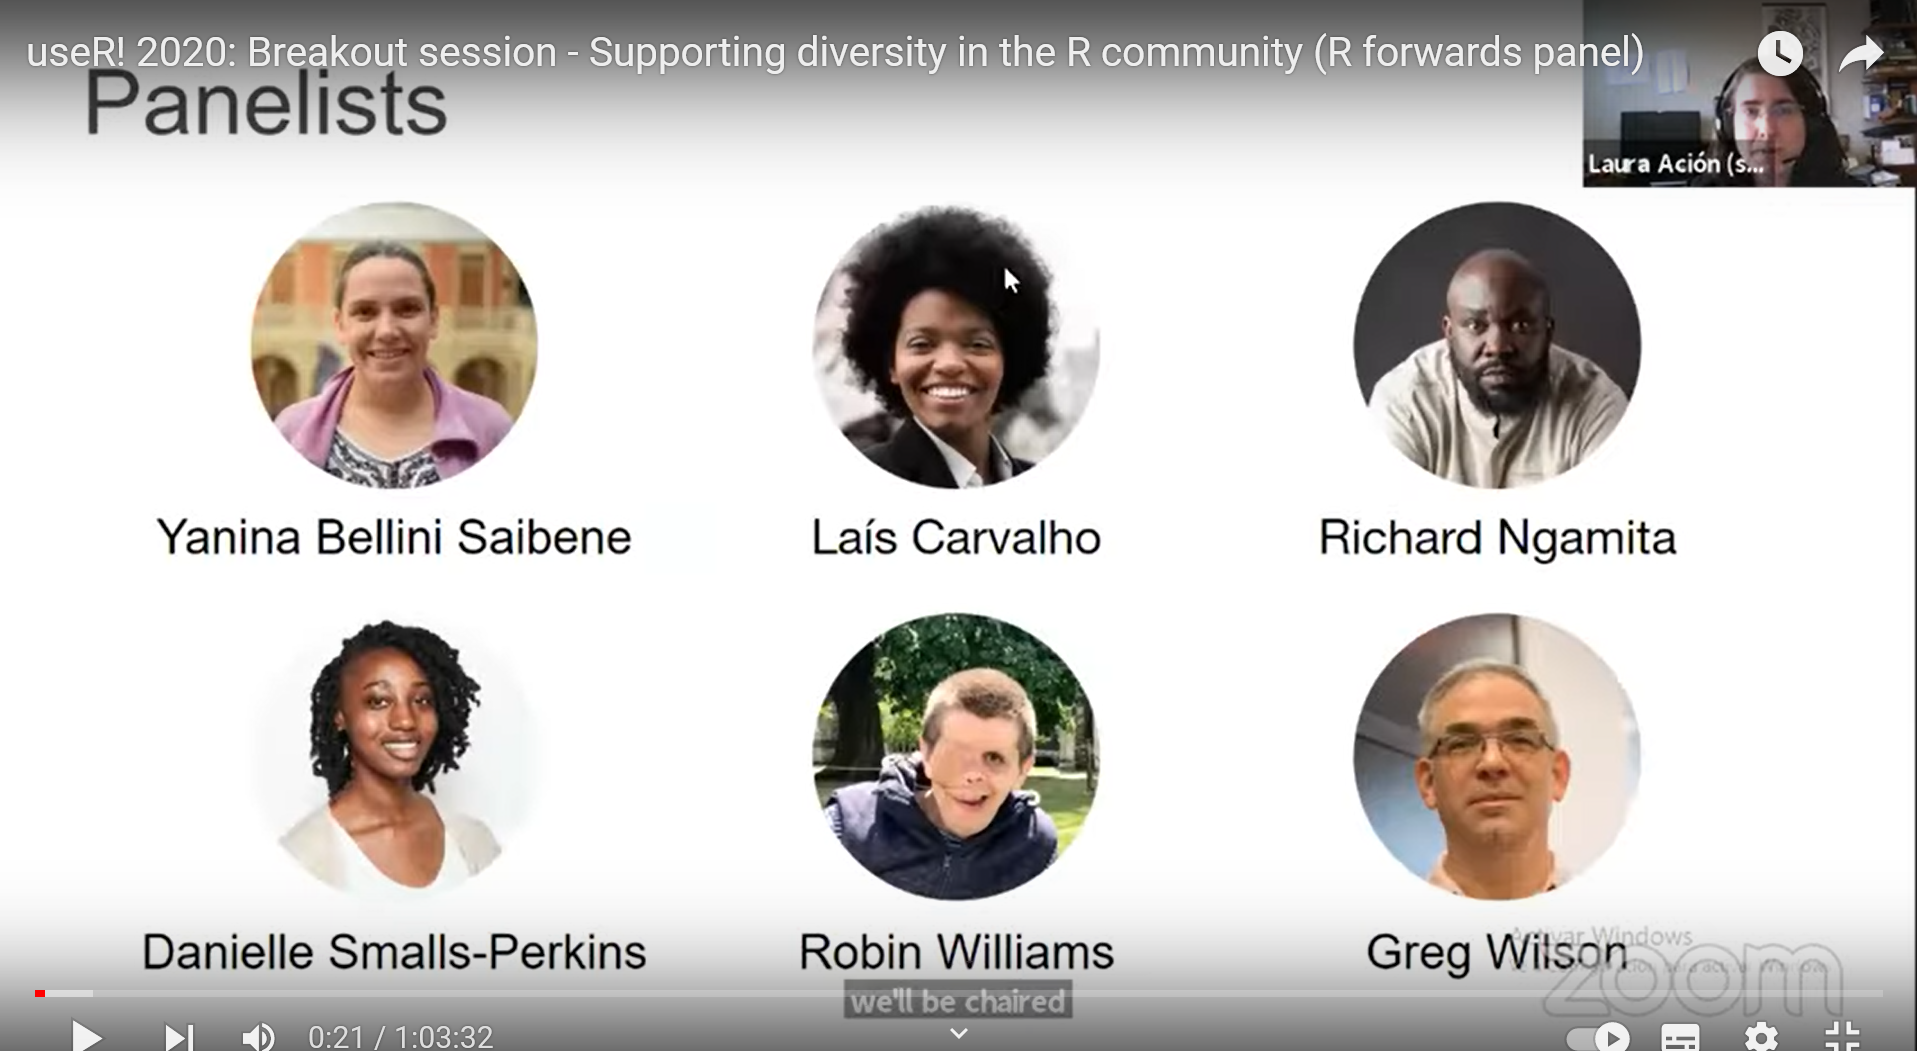 useR! 2020: Breakout session - Supporting diversity in the R community (R forwards panel)
Panelists
Laura Ación (s...
Yanina Bellini Saibene
Laís Carvalho
Richard Ngamita
Danielle Smalls-Perkins
Robin Williams
Greg Wilson
Activar Windows
zoom
we'll be chaired
0:21 / 1:03:32